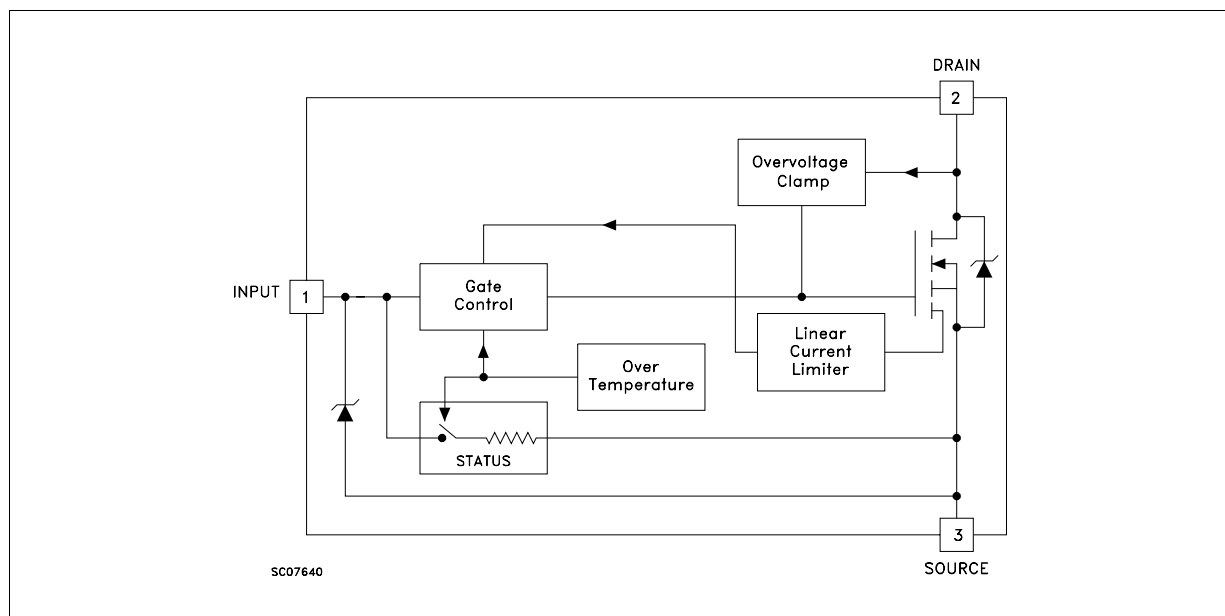 DRAIN
2
Overvoltage
Clamp
INPUT
1
Gate
Control
Linear
Current
Limiter
Over
Temperature
STATUS
3
SOURCE
SC07640